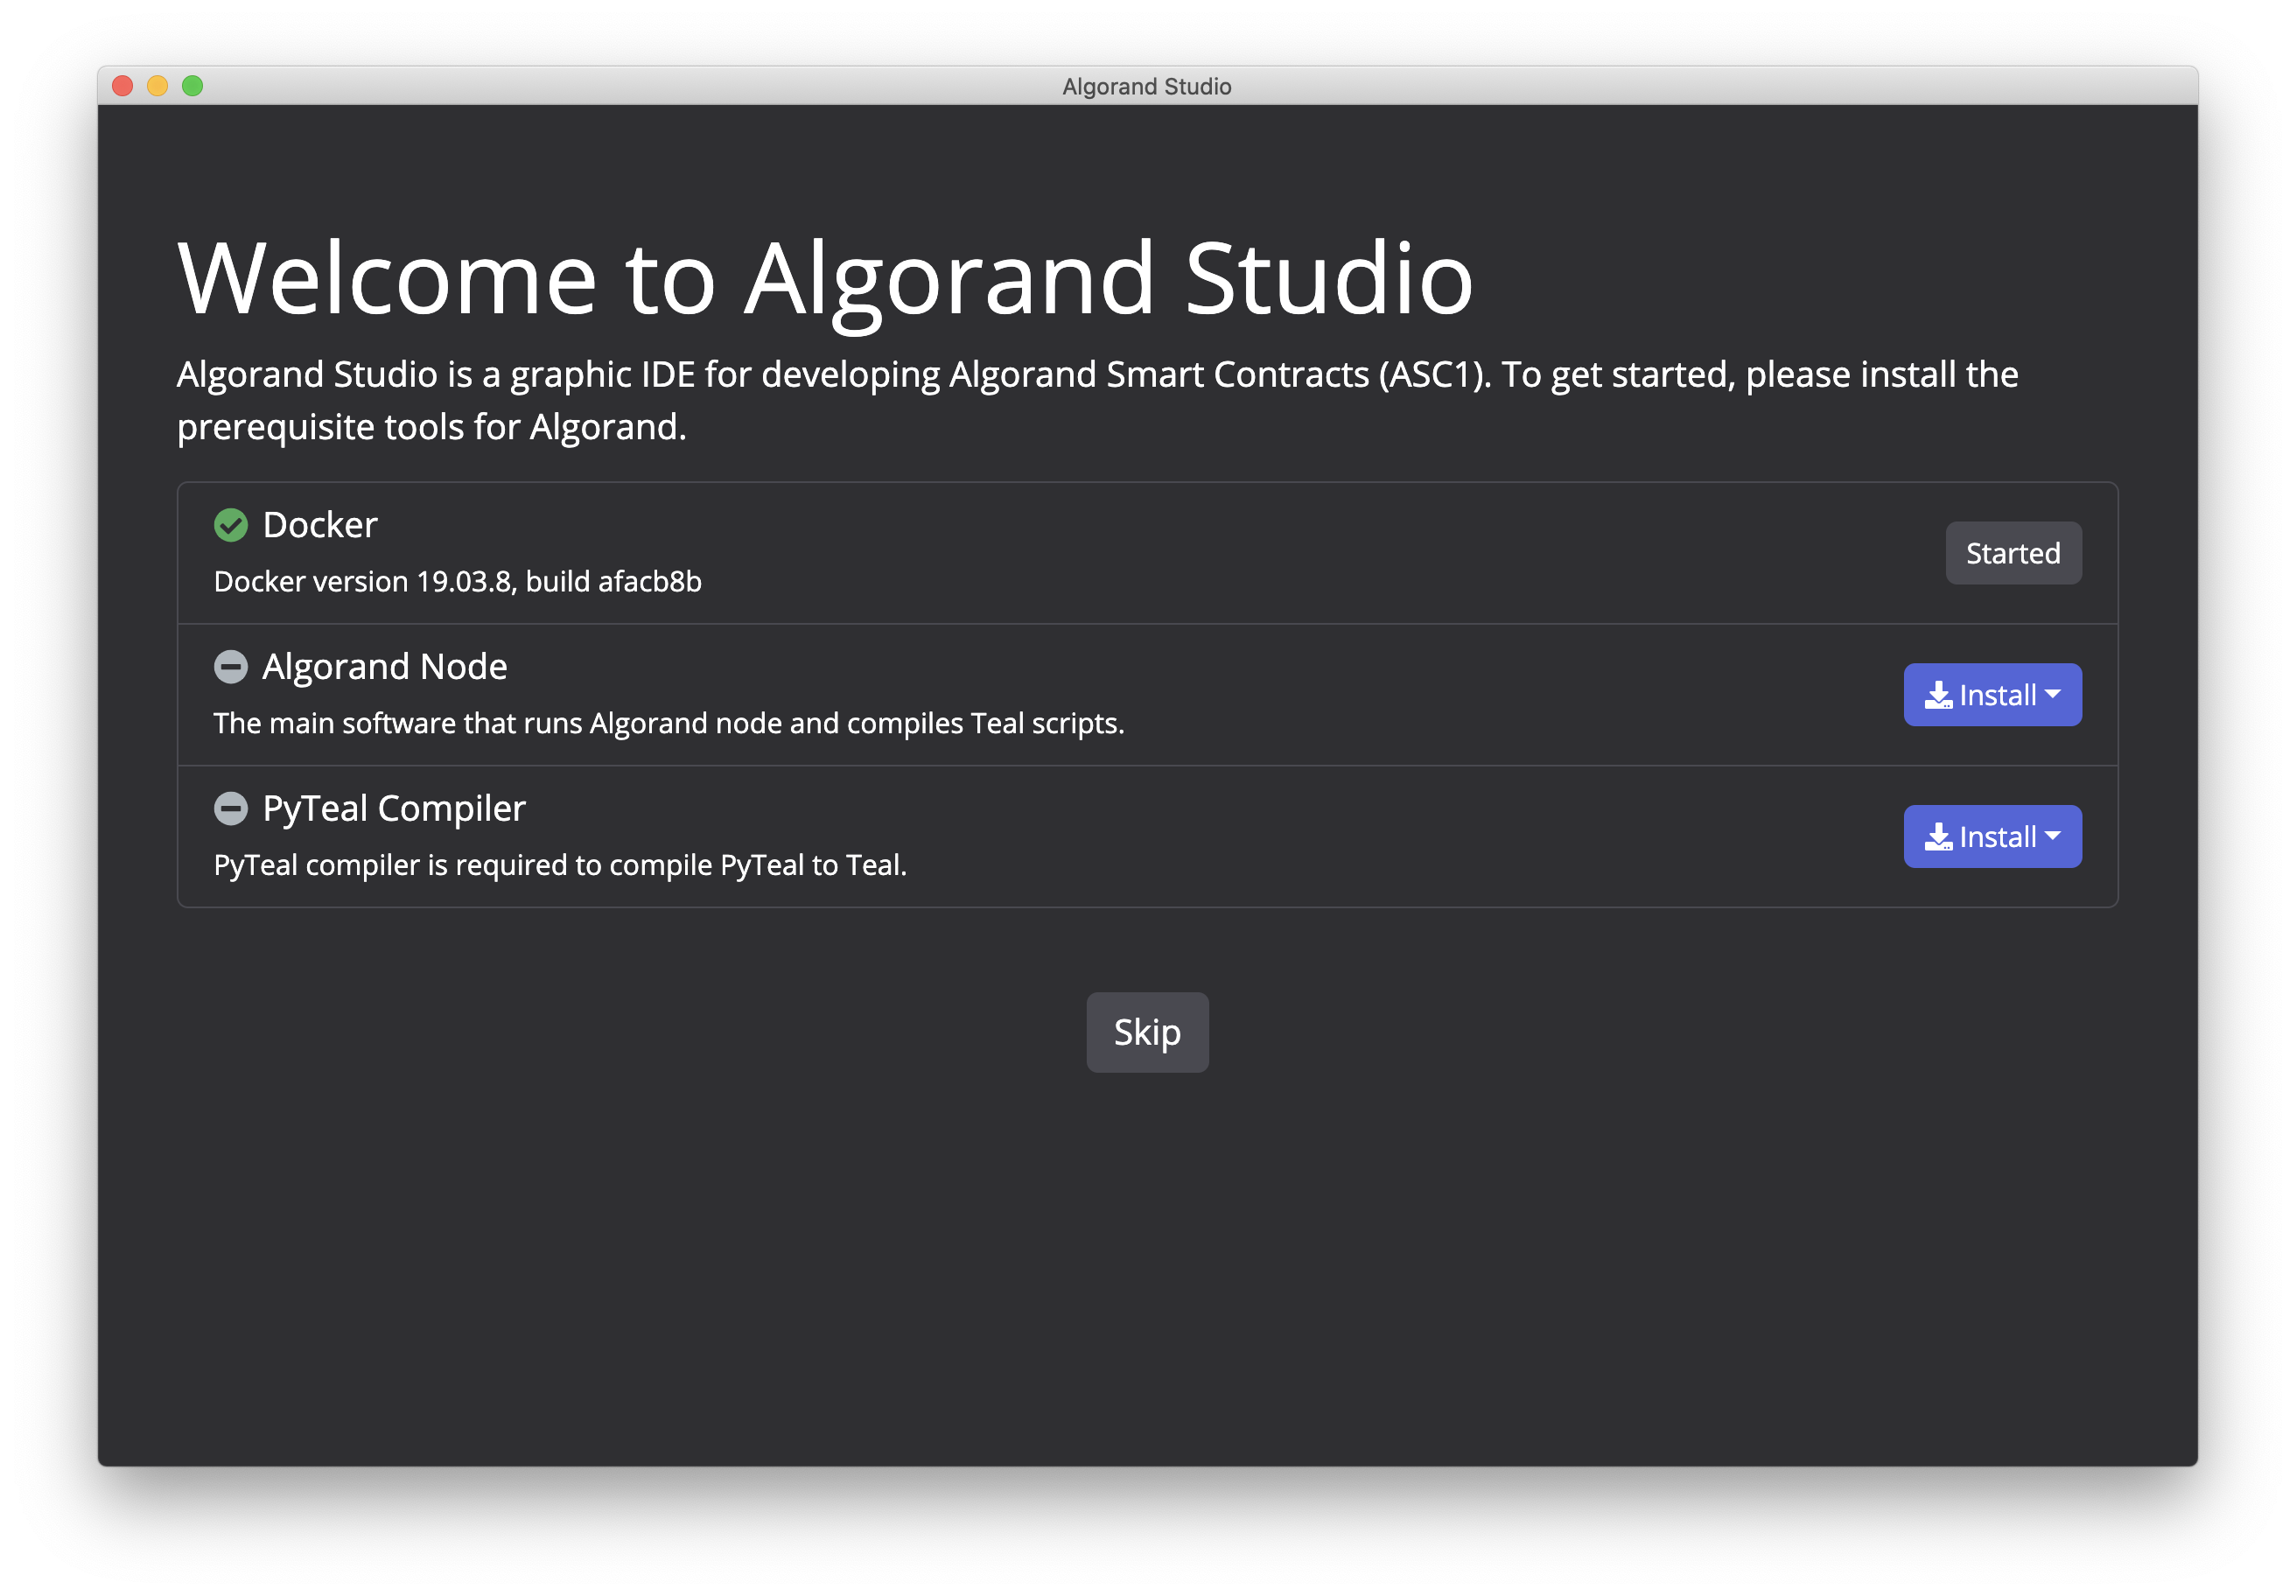 Algorand Studio
Welcome to Algorand Studio
Algorand Studio is a graphic IDE for developing Algorand Smart Contracts (ASC1). To get started, please install the
prerequisite tools for Algorand.
Docker
Docker version 19.03.8, build afacb8b
Started
Algorand Node
The main software that runs Algorand node and compiles Teal scripts.
Install
PyTeal Compiler
PyTeal compiler is required to compile PyTeal to Teal.
Install
Skip